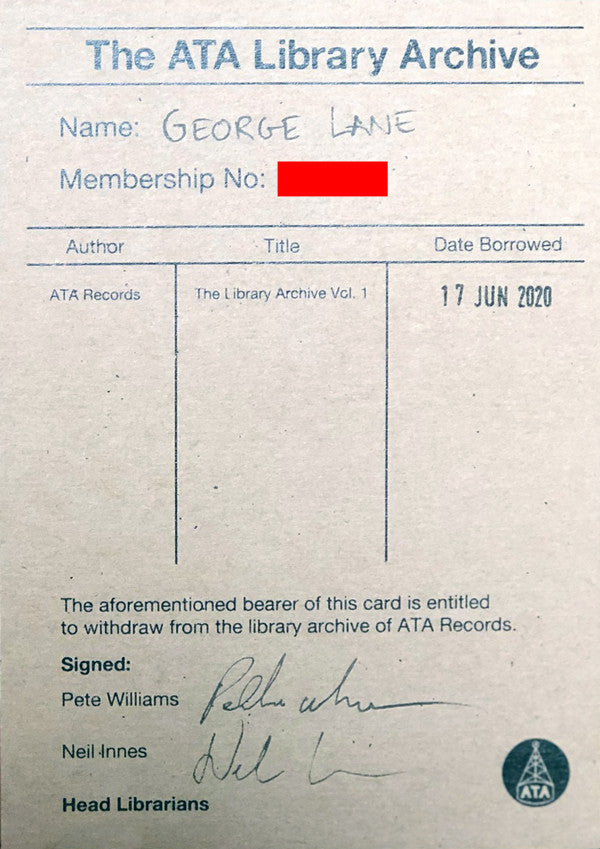 The ATA Library Archive
Name: GEORGE LANE
Membership No:
Author Title Date Borrowed
ATA Records The Library Archive Vol. 1 17 JUN 2020
The aforementioned bearer of this card is entitled
to withdraw from the library archive of ATA Records.
Signed:
Pete Williams
Neil Innes
Head Librarians
ATA